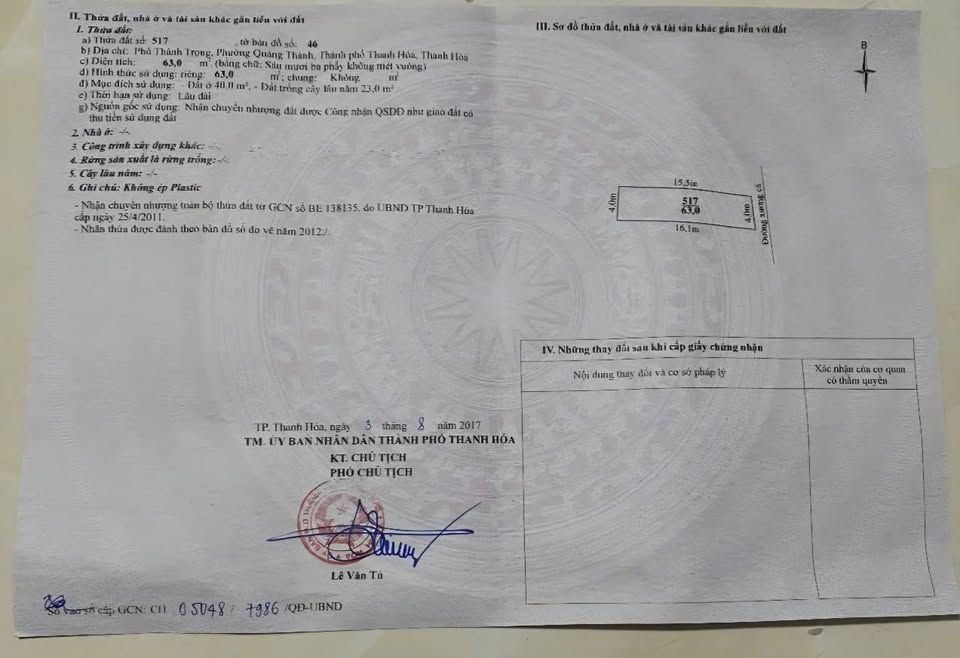 II. Thửa đất, nhà ở và tài sản khác gắn liền với đất
1. Thửa đất:
a) Thửa đất số: 517 , tờ bản đồ số: 46
b) Địa chỉ: Phố Thành Trọng, Phường Quảng Thành, Thành phố Thanh Hóa, Thanh Hóa
c) Diện tích: 63,0 m² (bằng chữ: Sáu mươi ba phẩy không mét vuông)
d) Hình thức sử dụng: riêng: 63,0 m²; chung: Không m²
đ) Mục đích sử dụng: - Đất ở 40,0 m², - Đất trồng cây lâu năm 23,0 m²
e) Thời hạn sử dụng: Lâu dài
g) Nguồn gốc sử dụng: Nhận chuyển nhượng đất được Công nhận QSDĐ như giao đất có
thu tiền sử dụng đất
2. Nhà ở: -/-
3. Công trình xây dựng khác: -/-
4. Rừng sản xuất là rừng trồng: -/-
5. Cây lâu năm: -/-
6. Ghi chú: Không ép Plastic
- Nhận chuyển nhượng toàn bộ thửa đất từ GCN số BE 138135, do UBND TP Thanh Hóa
cấp ngày 25/4/2011.
- Nhân thửa được đánh theo bản đồ số đo vẽ năm 2012./.
TP. Thanh Hóa, ngày 3 tháng 8 năm 2017
TM. ỦY BAN NHÂN DÂN THÀNH PHỐ THANH HÓA
KT. CHỦ TỊCH
PHÓ CHỦ TỊCH
Lê Văn Tú
Số vào sổ cấp GCN: CH 05048 / 7986 /QĐ-UBND
III. Sơ đồ thửa đất, nhà ở và tài sản khác gắn liền với đất
B
15,5m
4,0m
517
63,0
4,0m
16,1m
Đường xương cá
IV. Những thay đổi sau khi cấp giấy chứng nhận
Nội dung thay đổi và cơ sở pháp lý
Xác nhận của cơ quan
có thẩm quyền